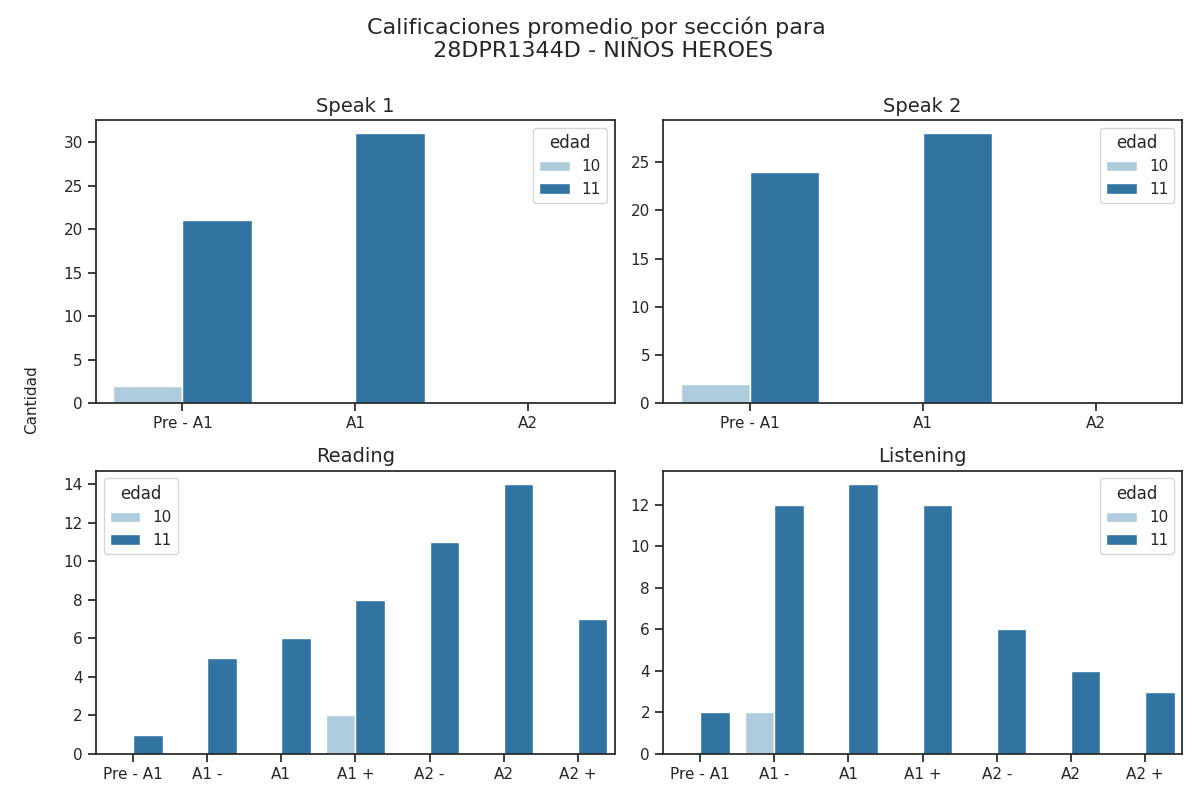 Calificaciones promedio por sección para
28DPR1344D - NIÑOS HEROES
Cantidad
Speak 1
30
25
20
15
10
5
0
edad
10
11
Pre - A1 A1 A2
Speak 2
25
20
15
10
5
0
edad
10
11
Pre - A1 A1 A2
Reading
14
12
10
8
6
4
2
0
edad
10
11
Pre - A1 A1 - A1 A1 + A2 - A2 A2 +
Listening
12
10
8
6
4
2
0
edad
10
11
Pre - A1 A1 - A1 A1 + A2 - A2 A2 +